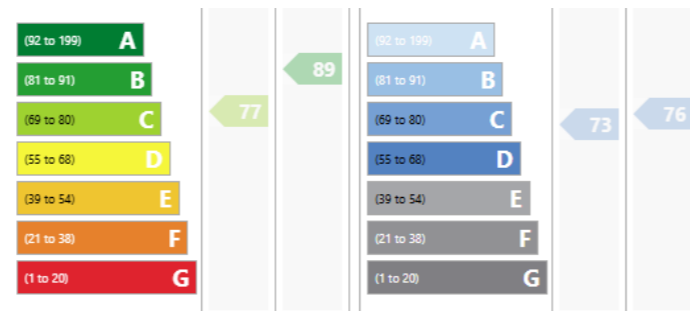 (92 to 199) A
(81 to 91) B
(69 to 80) C
(55 to 68) D
(39 to 54) E
(21 to 38) F
(1 to 20) G
77
89
(92 to 199) A
(81 to 91) B
(69 to 80) C
(55 to 68) D
(39 to 54) E
(21 to 38) F
(1 to 20) G
73
76